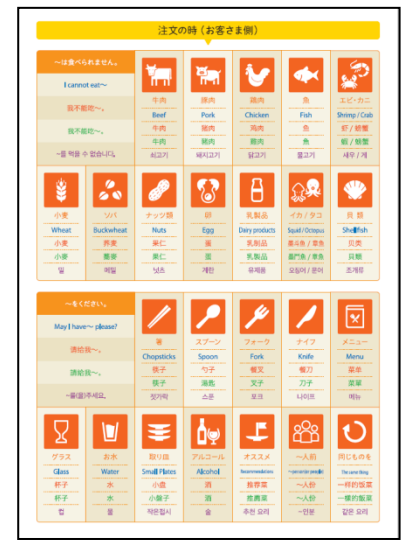 注文の時（お客さま側）
～は食べられません。
I cannot eat～
我不能吃～。
我不能吃～。
~를 먹을 수 없습니다.
牛肉
Beef
牛肉
牛肉
쇠고기
豚肉
Pork
猪肉
豬肉
돼지고기
鶏肉
Chicken
鸡肉
雞肉
닭고기
魚
Fish
鱼
魚
물고기
エビ・カニ
Shrimp / Crab
虾 / 螃蟹
蝦 / 螃蟹
새우 / 게
小麦
Wheat
小麦
小麥
밀
ソバ
Buckwheat
荞麦
蕎麥
메밀
ナッツ類
Nuts
果仁
果仁
넛츠
卵
Egg
蛋
蛋
계란
乳製品
Dairy products
乳制品
乳製品
유제품
イカ / タコ
Squid / Octopus
墨斗鱼 / 章鱼
墨鬥魚 / 章魚
오징어 / 문어
貝 類
Shellfish
贝类
貝類
조개류
～をください。
May I have～ please?
请给我～。
請給我～。
~을(를)주세요.
箸
Chopsticks
筷子
筷子
젓가락
スプーン
Spoon
勺子
湯匙
스푼
フォーク
Fork
餐叉
叉子
포크
ナイフ
Knife
餐刀
刀子
나이프
メニュー
Menu
菜单
菜單
메뉴
グラス
Glass
杯子
杯子
컵
お水
Water
水
水
물
取り皿
Small Plates
小盘
小盤子
작은접시
アルコール
Alcohol
酒
酒
술
オススメ
Recommendations
推荐菜
推薦菜
추천 요리
～人前
～人份
～人份
~인분
同じものを
The same thing
一样的饭菜
一樣的飯菜
같은 요리